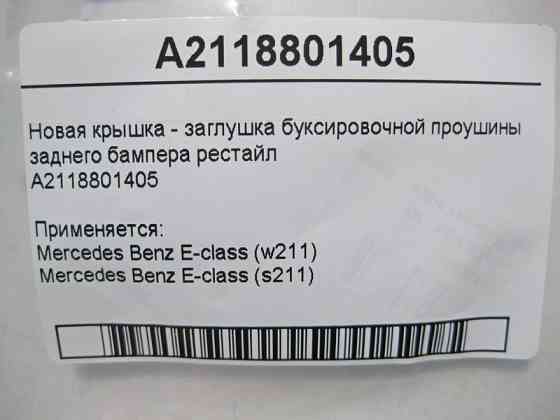 A2118801405
Новая крышка - заглушка буксировочной проушины
заднего бампера рестайл
A2118801405
Применяется:
Mercedes Benz E-class (w211)
Mercedes Benz E-class (s211)